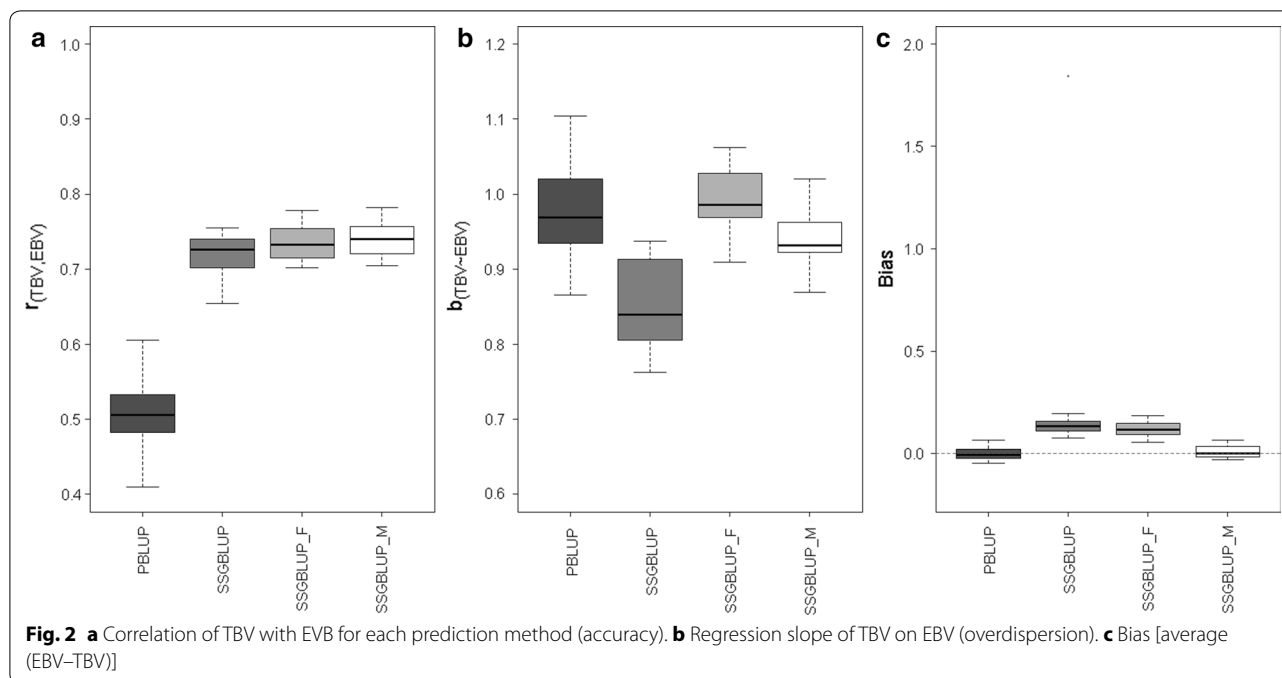 a
1.0
0.9
0.8
0.7
0.6
0.5
0.4
r(TBV,EBV)
PBLUP
SSGBLUP
SSGBLUP_F
SSGBLUP_M
b
1.2
1.1
1.0
0.9
0.8
0.7
0.6
b(TBV~EBV)
PBLUP
SSGBLUP
SSGBLUP_F
SSGBLUP_M
c
2.0
1.5
1.0
0.5
0.0
Bias
PBLUP
SSGBLUP
SSGBLUP_F
SSGBLUP_M
Fig. 2 a Correlation of TBV with EVB for each prediction method (accuracy). b Regression slope of TBV on EBV (overdispersion). c Bias [average
(EBV–TBV)]